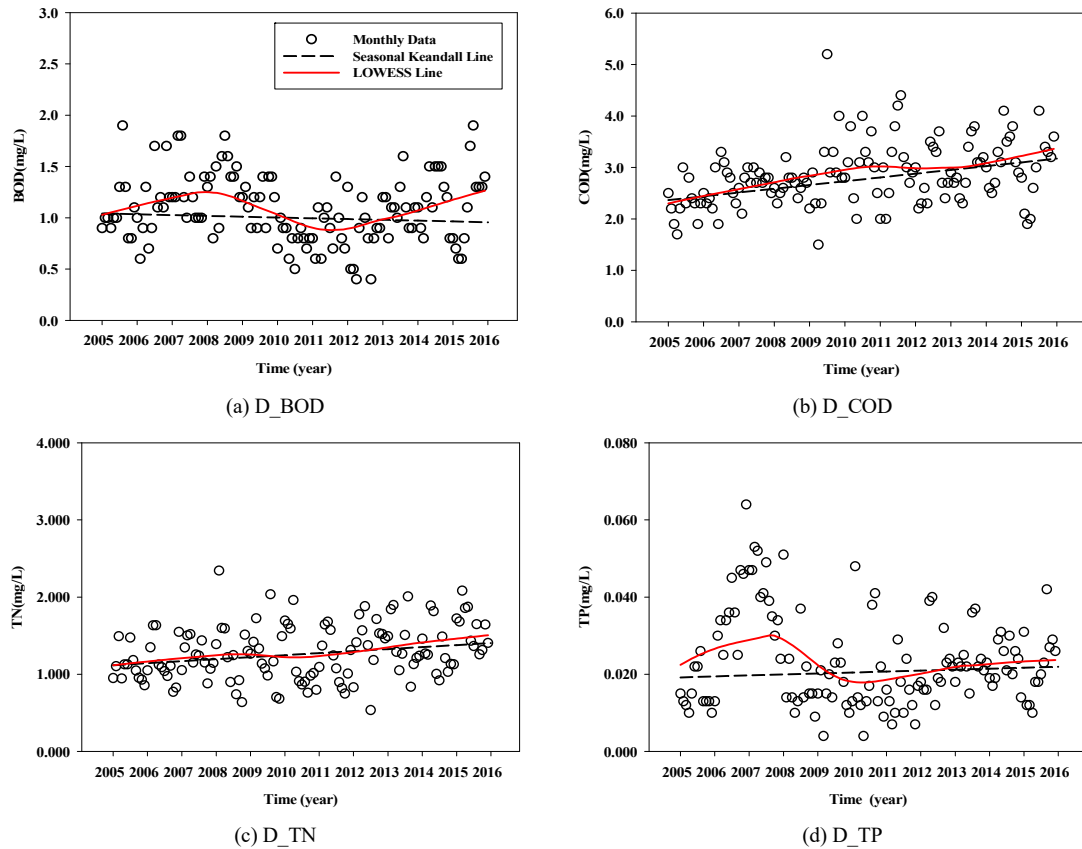 3.0
2.5
2.0
1.5
1.0
0.5
0.0
BOD(mg/L)
Monthly Data
Seasonal Keandall Line
LOWESS Line
2005 2006 2007 2008 2009 2010 2011 2012 2013 2014 2015 2016
Time (year)
(a) D_BOD
6.0
5.0
4.0
3.0
2.0
1.0
0.0
COD(mg/L)
2005 2006 2007 2008 2009 2010 2011 2012 2013 2014 2015 2016
Time (year)
(b) D_COD
4.000
3.000
2.000
1.000
0.000
TN(mg/L)
2005 2006 2007 2008 2009 2010 2011 2012 2013 2014 2015 2016
Time (year)
(c) D_TN
0.080
0.060
0.040
0.020
0.000
TP(mg/L)
2005 2006 2007 2008 2009 2010 2011 2012 2013 2014 2015 2016
Time (year)
(d) D_TP